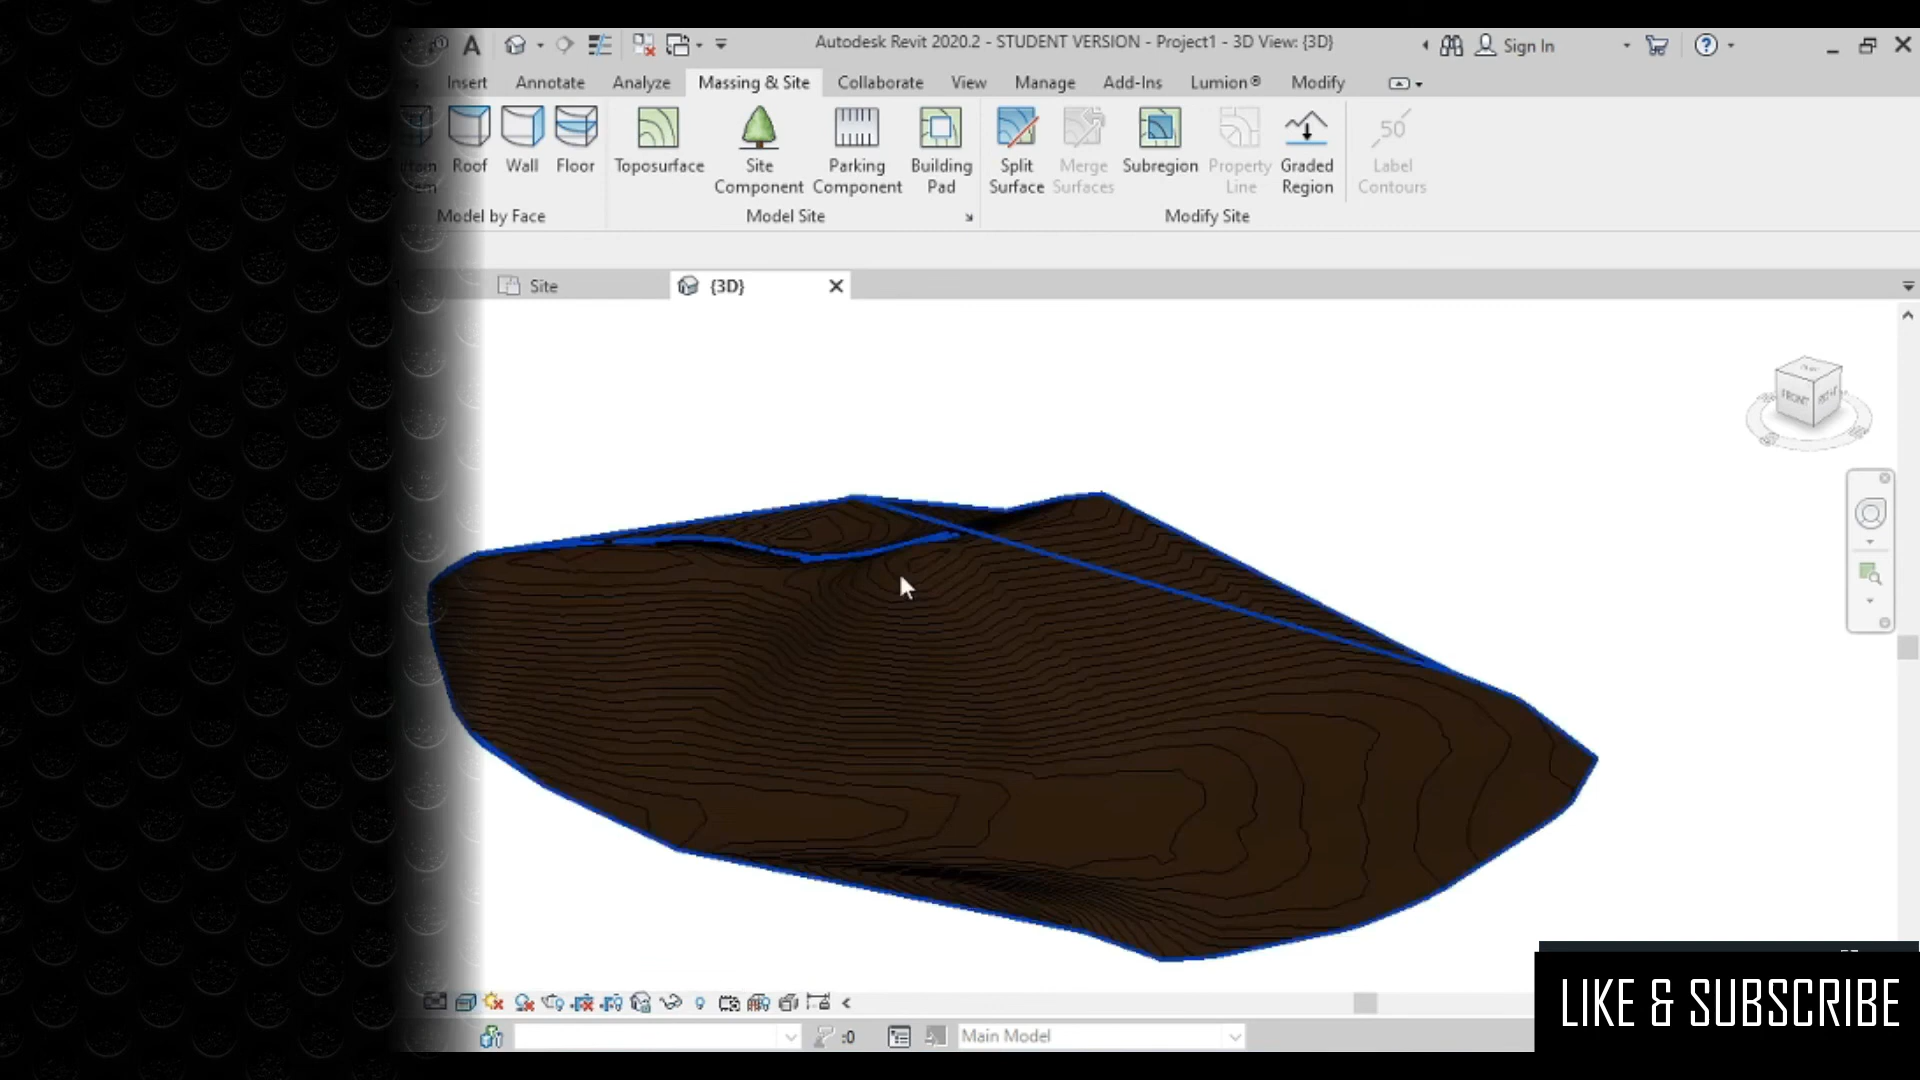 Autodesk Revit 2020.2 - STUDENT VERSION - Project1 - 3D View: {3D}
Sign In
Insert
Annotate
Analyze
Massing & Site
Collaborate
View
Manage
Add-Ins
Lumion®
Modify
Roof
Wall
Floor
Toposurface
Site Component
Parking Component
Building Pad
Split Surface
Merge Surfaces
Subregion
Property Line
Graded Region
50
Label Contours
Model by Face
Model Site
Modify Site
Site
{3D}
FRONT
:0
Main Model
LIKE & SUBSCRIBE